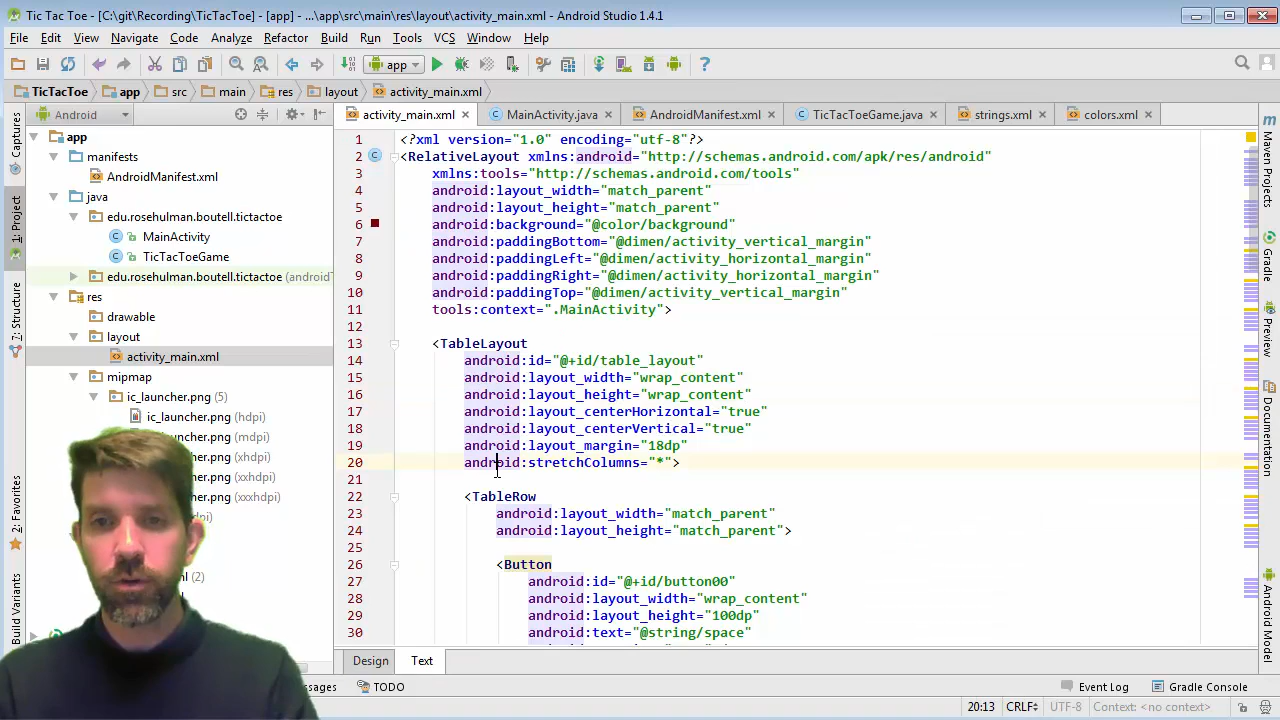 Tic Tac Toe - [C:\git\Recording\TicTacToe] - [app] - ...\app\src\main\res\layout\activity_main.xml - Android Studio 1.4.1
File Edit View Navigate Code Analyze Refactor Build Run Tools VCS Window Help
app
TicTacToe app src main res layout activity_main.xml
Android
activity_main.xml MainActivity.java AndroidManifest.xml TicTacToeGame.java strings.xml colors.xml
Captures
1: Project
7: Structure
Favorites
Build Variants
app
manifests
AndroidManifest.xml
java
edu.rosehulman.boutell.tictactoe
MainActivity
TicTacToeGame
edu.rosehulman.boutell.tictactoe (android
res
drawable
layout
activity_main.xml
mipmap
ic_launcher.png (5)
ic_launcher.png (hdpi)
launcher.png (mdpi)
uncher.png (xhdpi)
uncher.png (xxhdpi)
uncher.png (xxxhdpi)
(2)
1 <?xml version="1.0" encoding="utf-8"?>
2 <RelativeLayout xmlns:android="http://schemas.android.com/apk/res/android"
3 xmlns:tools="http://schemas.android.com/tools"
4 android:layout_width="match_parent"
5 android:layout_height="match_parent"
6 android:background="@color/background
7 android:paddingBottom="@dimen/activity_vertical_margin"
8 android:paddingLeft="@dimen/activity_horizontal_margin"
9 android:paddingRight="@dimen/activity_horizontal_margin"
10 android:paddingTop="@dimen/activity_vertical_margin"
11 tools:context=".MainActivity">
12
13 <TableLayout
14 android:id="@+id/table_layout"
15 android:layout_width="wrap_content"
16 android:layout_height="wrap_content"
17 android:layout_centerHorizontal="true"
18 android:layout_centerVertical="true"
19 android:layout_margin="18dp"
20 android:stretchColumns="*">
21
22 <TableRow
23 android:layout_width="match_parent"
24 android:layout_height="match_parent">
25
26 <Button
27 android:id="@+id/button00"
28 android:layout_width="wrap_content"
29 android:layout_height="100dp"
30 android:text="@string/space"
Maven Projects
Gradle
Android Model
Documentation
Design Text
ssages TODO Event Log Gradle Console
20:13 CRLF UTF-8 Context: <no context>